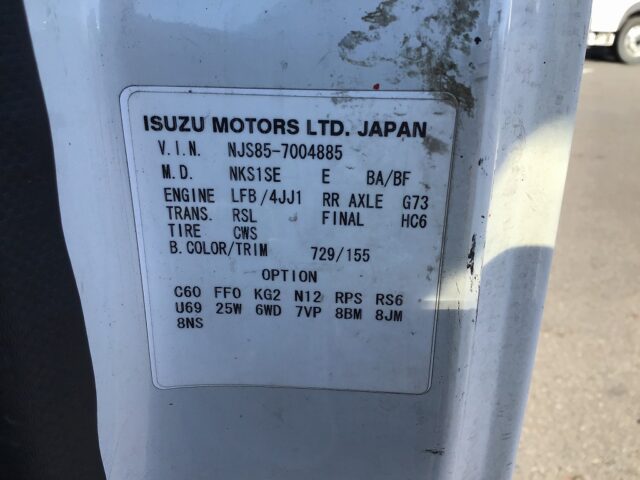 ISUZU MOTORS LTD. JAPAN
V.I.N. NJS85-7004885
M.D. NKS1SE E BA/BF
ENGINE LFB/4JJ1 RR AXLE G73
TRANS. RSL FINAL HC6
TIRE CWS
B.COLOR/TRIM 729/155
OPTION
C60 FF0 KG2 N12 RPS RS6
U69 25W 6WD 7VP 8BM 8JM
8NS